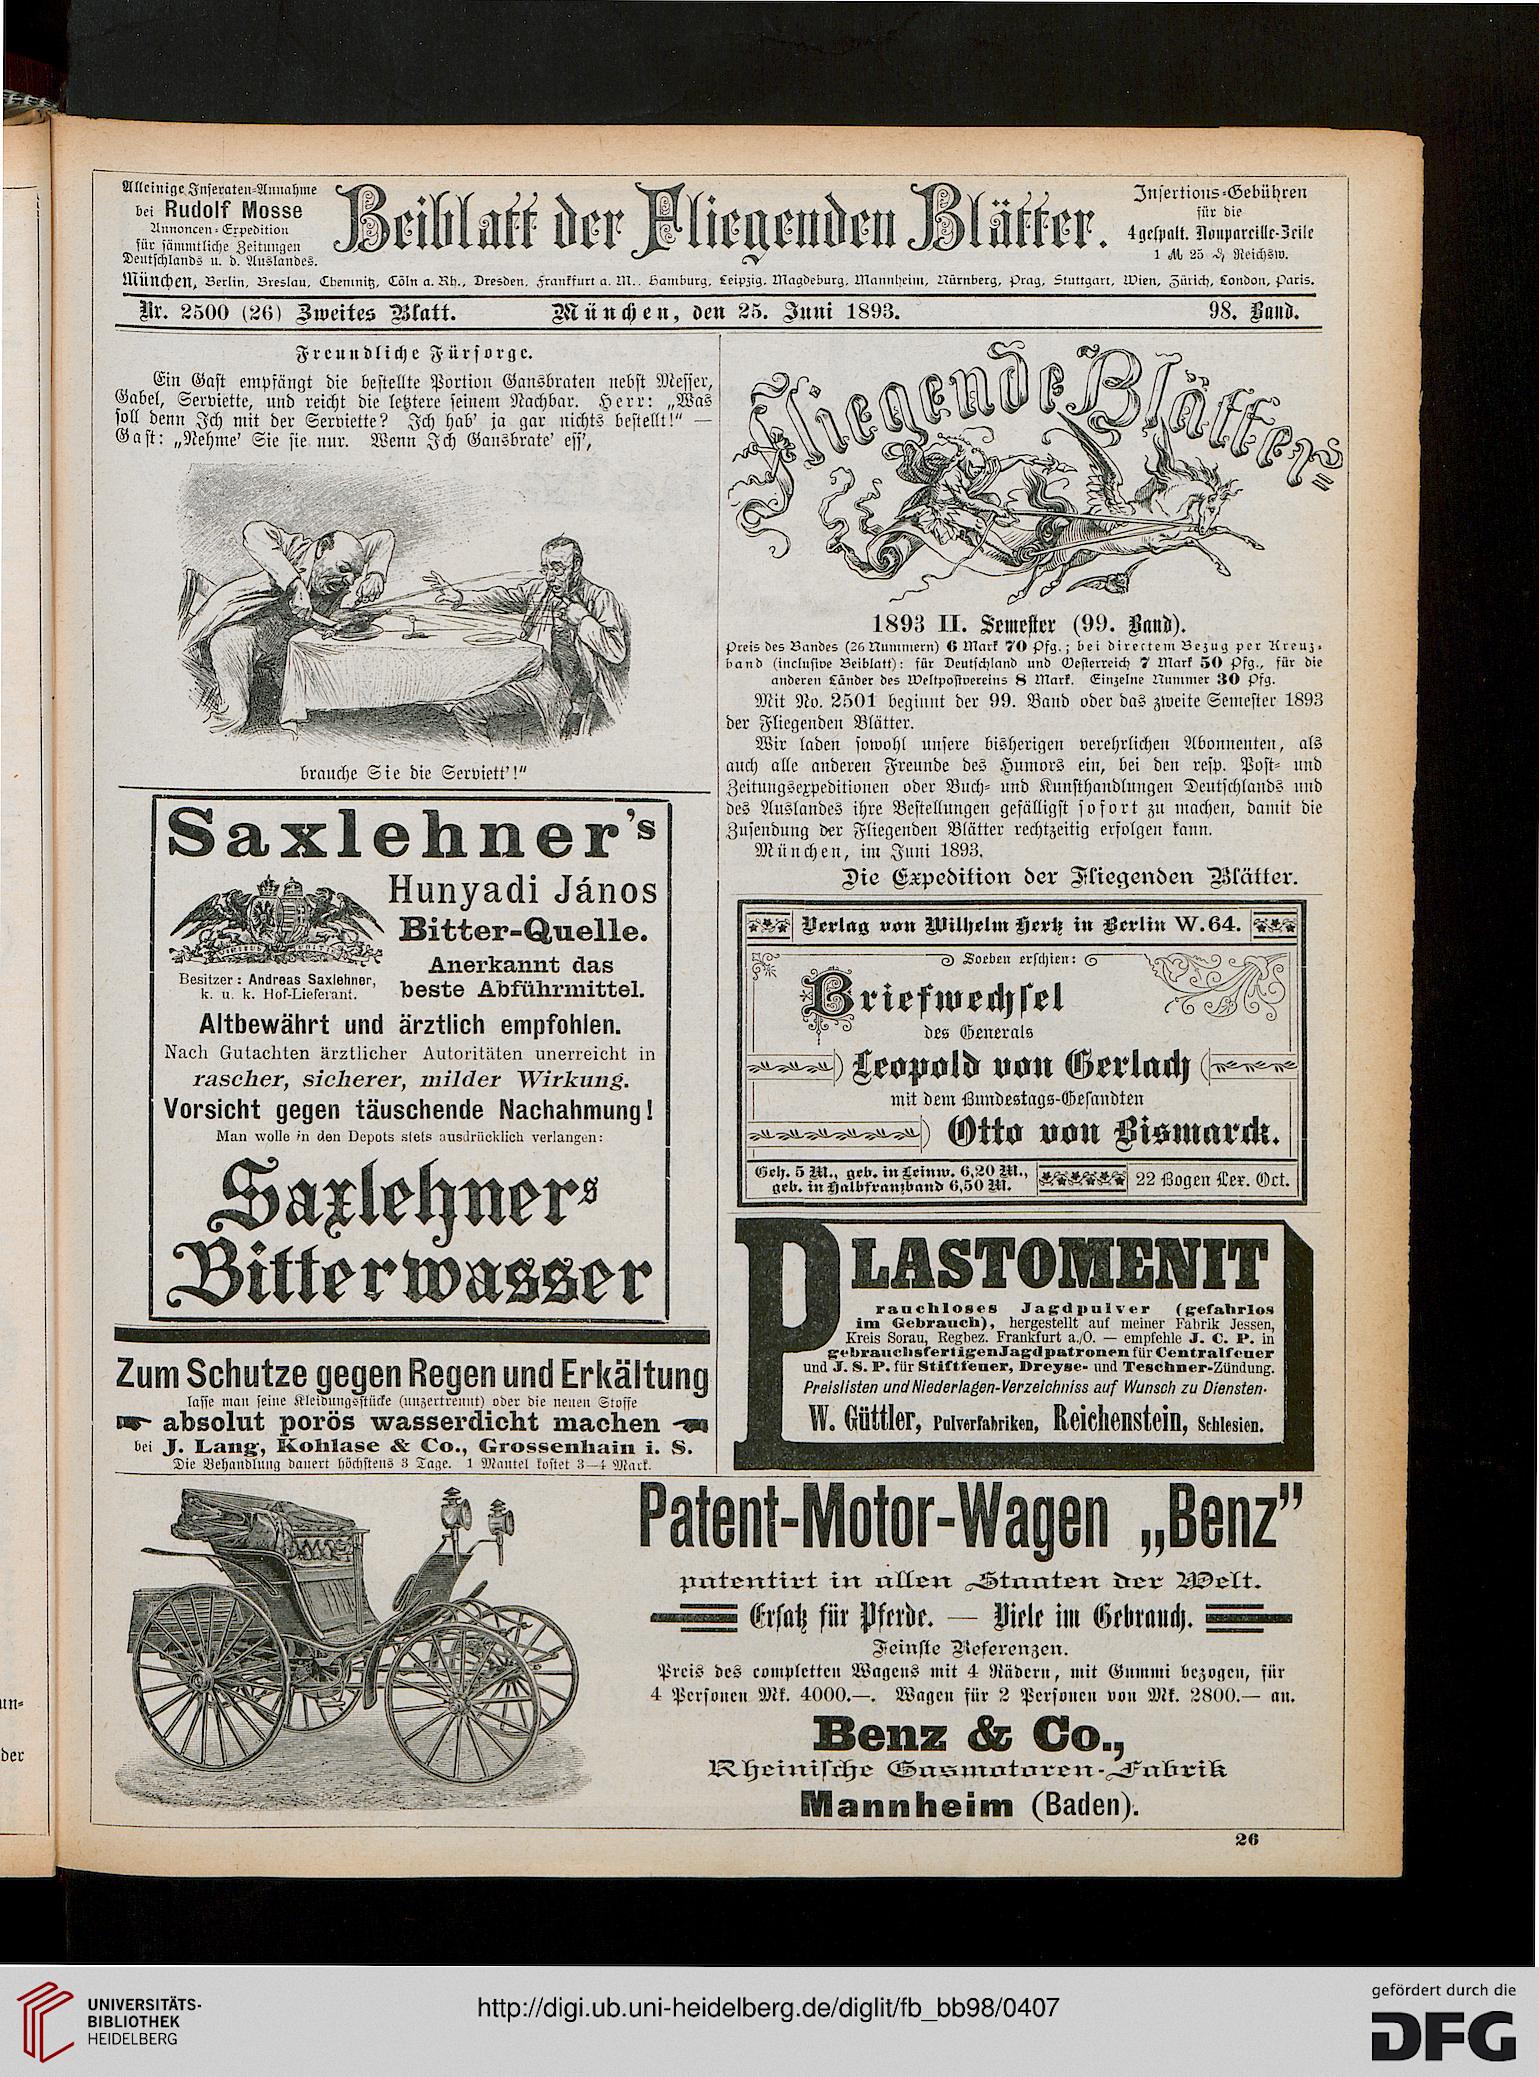 Alleinige Inseraten-Annahme
bei Rudolf Mosse
Annoncen-Expedition
für sämmtliche Zeitungen
Deutschlands u. d. Auslandes.
Beiblatt der Fliegenden Blätter.
Insertions-Gebühren
für die
4gespalt. Nonpareille-Zeile
1 M 25 ₰ Reichsw.
München, Berlin, Breslau, Chemnitz, Cöln a. Rh., Dresden, Frankfurt a. M., Hamburg, Leipzig, Magdeburg, Mannheim, Nürnberg, Prag, Stuttgart, Wien, Zürich, London, Paris.
Nr. 2500 (26) Zweites Blatt. München, den 25. Juni 1893. 98. Band.
Freundliche Fürsorge.
Ein Gast empfängt die bestellte Portion Gansbraten nebst Messer,
Gabel, Serviette, und reicht die letztere seinem Nachbar. Herr: „Was
soll denn Ich mit der Serviette? Ich hab' ja gar nichts bestellt!“ —
Gast: „Nehme' Sie sie nur. Wenn Ich Gansbrate' ess',
brauche Sie die Serviett'!“
Saxlehner's
Hunyadi János
Bitter-Quelle.
Anerkannt das
beste Abführmittel.
Besitzer: Andreas Saxlehner,
k. u. k. Hof-Lieferant.
Altbewährt und ärztlich empfohlen.
Nach Gutachten ärztlicher Autoritäten unerreicht in
rascher, sicherer, milder Wirkung.
Vorsicht gegen täuschende Nachahmung!
Man wolle in den Depots stets ausdrücklich verlangen:
Saxlehners
Bitterwasser
Zum Schutze gegen Regen und Erkältung
lasse man seine Kleidungsstücke (unzertrennt) oder die neuen Stoffe
absolut porös wasserdicht machen
bei J. Lang, Kohlase & Co., Grossenhain i. S.
Die Behandlung dauert höchstens 3 Tage. 1 Mantel kostet 3—4 Mark.
Fliegende Blätter
1893 II. Semester (99. Band).
Preis des Bandes (26 Nummern) 6 Mark 70 Pfg.; bei directem Bezug per Kreuz-
band (inclusive Beiblatt): für Deutschland und Oesterreich 7 Mark 50 Pfg., für die
anderen Länder des Weltpostvereins 8 Mark. Einzelne Nummer 30 Pfg.
Mit No. 2501 beginnt der 99. Band oder das zweite Semester 1893
der Fliegenden Blätter.
Wir laden sowohl unsere bisherigen verehrlichen Abonnenten, als
auch alle anderen Freunde des Humors ein, bei den resp. Post- und
Zeitungsexpeditionen oder Buch- und Kunsthandlungen Deutschlands und
des Auslandes ihre Bestellungen gefälligst sofort zu machen, damit die
Zusendung der Fliegenden Blätter rechtzeitig erfolgen kann.
München, im Juni 1893.
Die Expedition der Fliegenden Blätter.
Verlag von Wilhelm Hertz in Berlin W. 64.
Soeben erschien:
Briefwechsel
des Generals
Leopold von Gerlach
mit dem Bundestags-Gesandten
Otto von Bismarck.
Geh. 5 M., geb. in Leinw. 6,20 M.,
geb. in Halbfranzband 6,50 M.
22 Bogen Lex. Oct.
PLASTOMENIT
rauchloses Jagdpulver (gefahrlos
im Gebrauch), hergestellt auf meiner Fabrik Jessen,
Kreis Sorau, Regbez. Frankfurt a./O. — empfehle J. C. P. in
gebrauchsfertigen Jagdpatronen für Centralfeuer
und J. S. P. für Stiftfeuer, Dreyse- und Teschner-Zündung.
Preislisten und Niederlagen-Verzeichniss auf Wunsch zu Diensten.
W. Güttler, Pulverfabriken, Reichenstein, Schlesien.
Patent-Motor-Wagen „Benz”
patentirt in allen Staaten der Welt.
Ersatz für Pferde. — Viele im Gebrauch.
Feinste Referenzen.
Preis des completten Wagens mit 4 Rädern, mit Gummi bezogen, für
4 Personen Mk. 4000.—. Wagen für 2 Personen von Mk. 2800.— an.
Benz & Co.,
Rheinische Gasmotoren-Fabrik
Mannheim (Baden).
26
un-
der
UNIVERSITÄTS-
BIBLIOTHEK
HEIDELBERG
http://digi.ub.uni-heidelberg.de/diglit/fb_bb98/0407
gefördert durch die
DFG